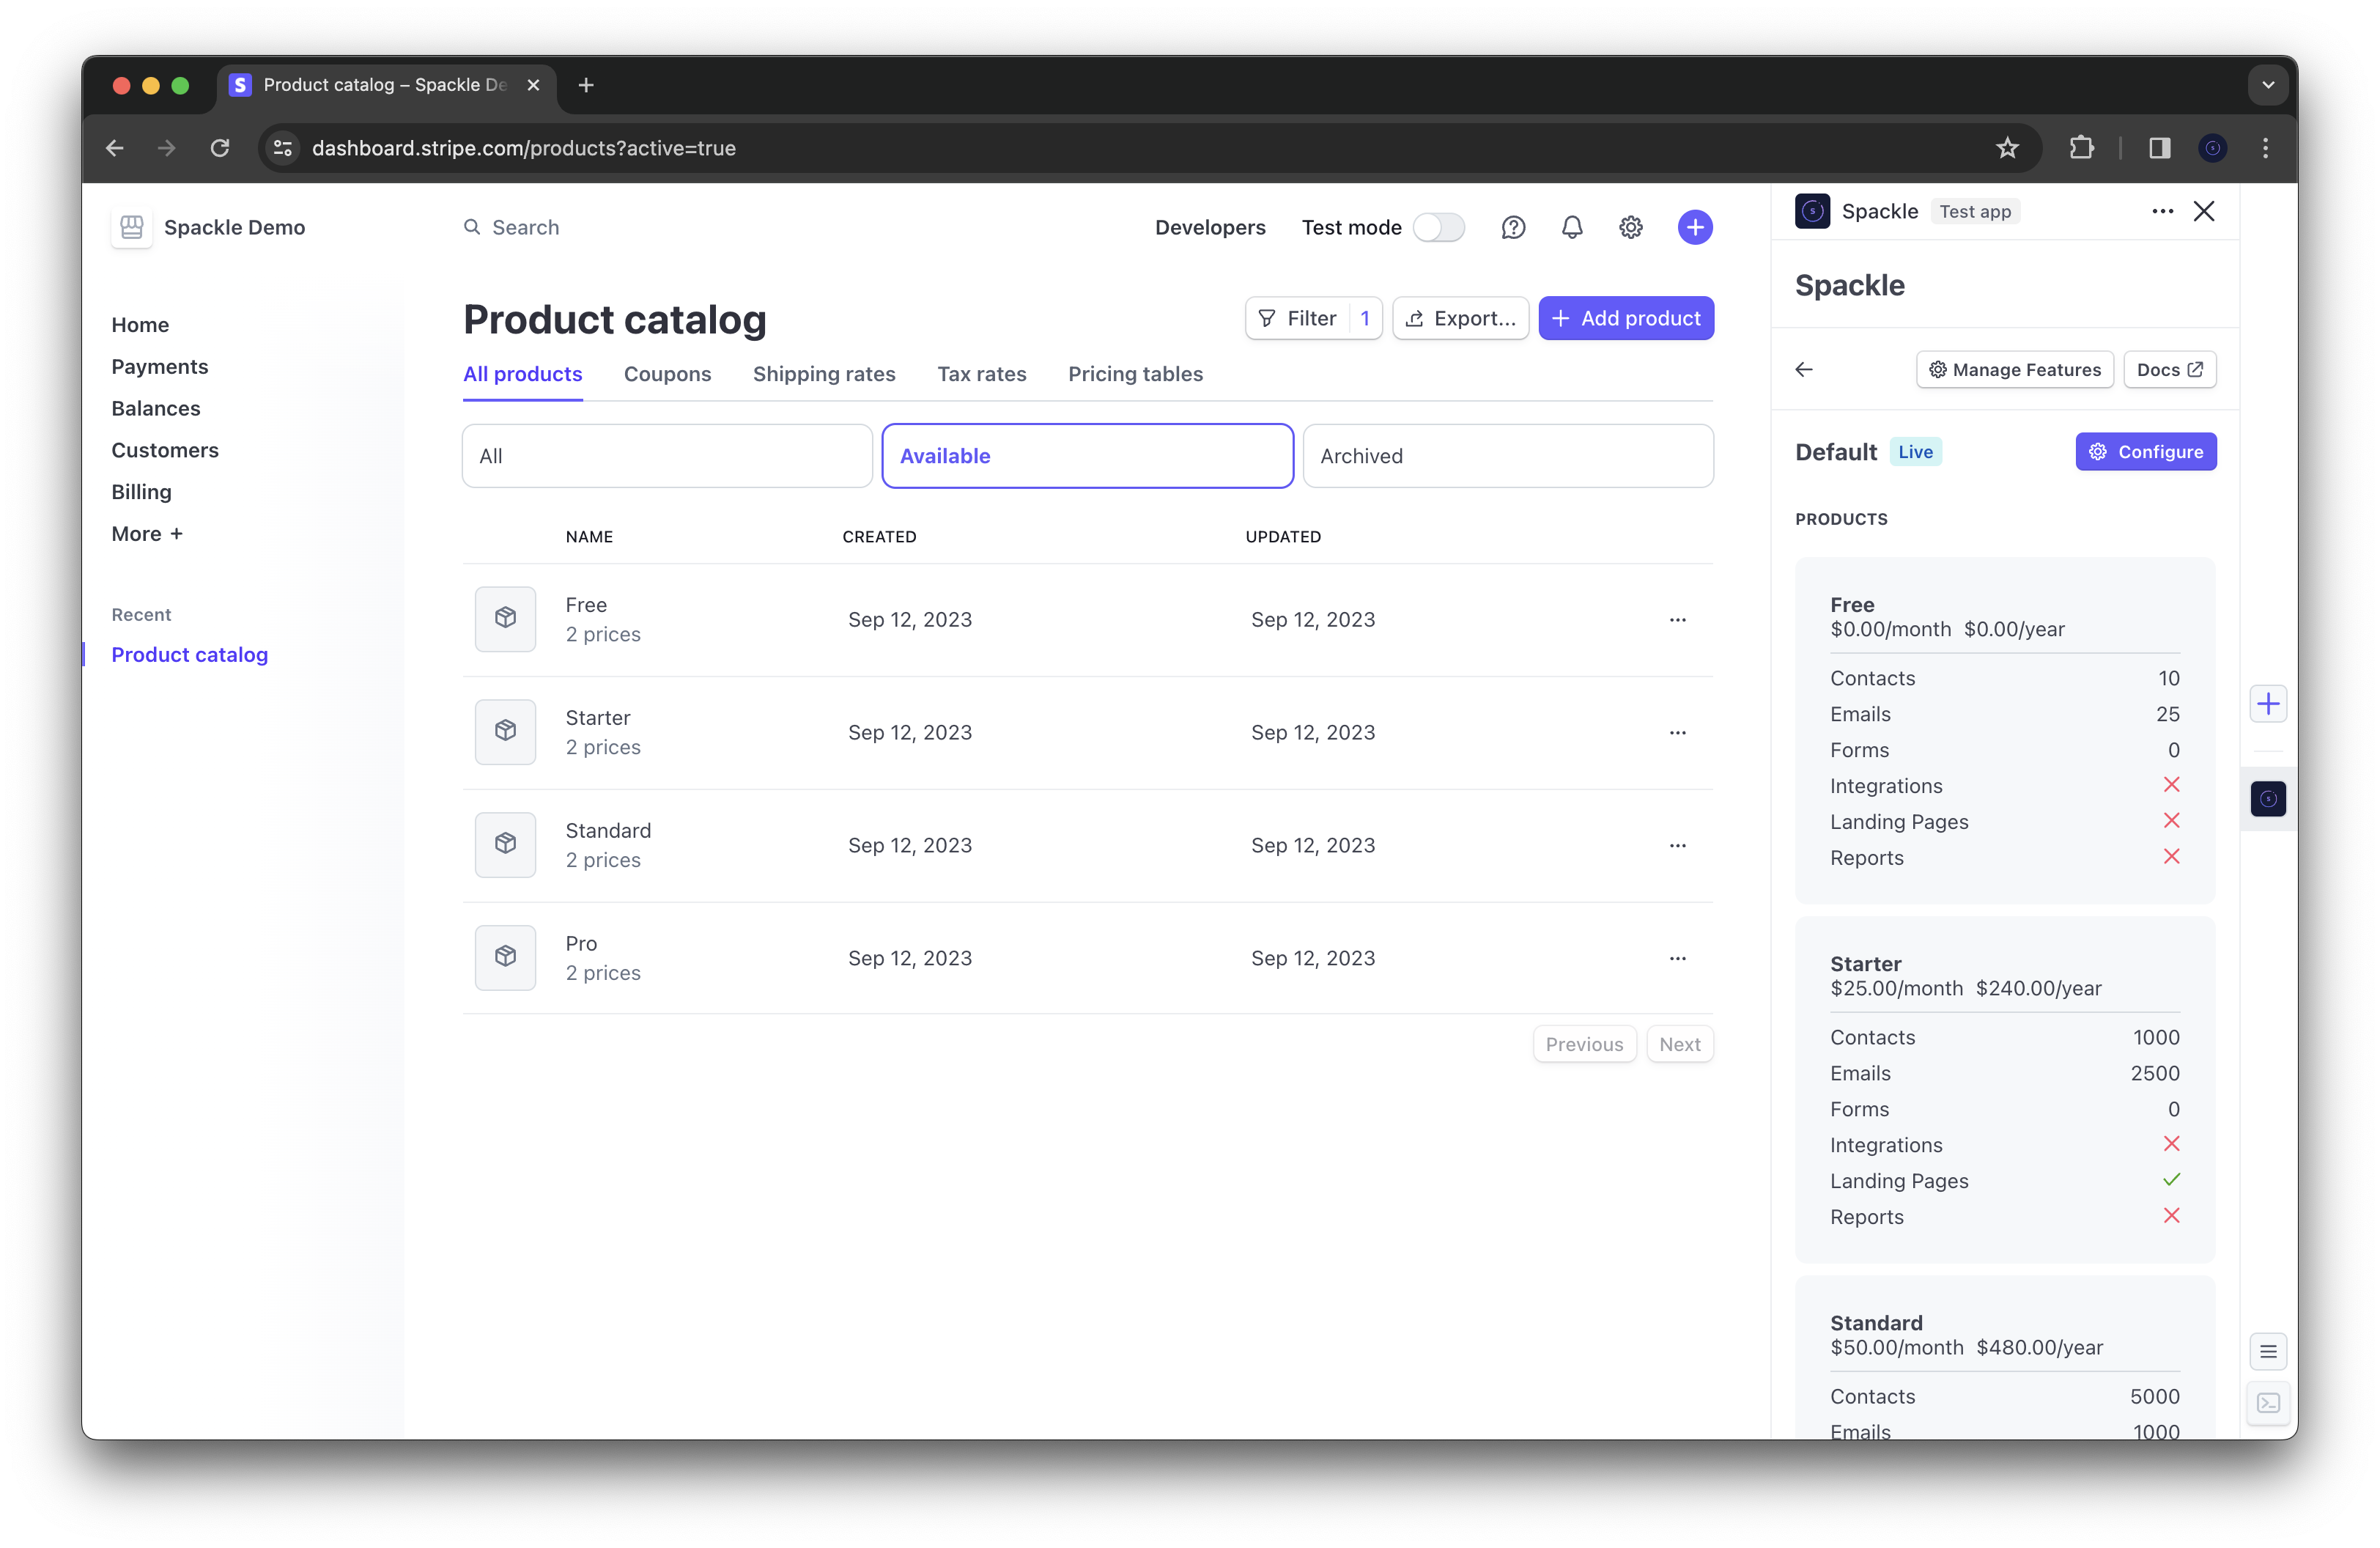 Product catalog – Spackle De
dashboard.stripe.com/products?active=true
Spackle Demo
Search
Developers
Test mode
Home
Payments
Balances
Customers
Billing
More +
Recent
Product catalog
Product catalog
Filter 1
Export...
Add product
All products
Coupons
Shipping rates
Tax rates
Pricing tables
All
Available
Archived
NAME CREATED UPDATED
Free
2 prices
Sep 12, 2023 Sep 12, 2023
Starter
2 prices
Sep 12, 2023 Sep 12, 2023
Standard
2 prices
Sep 12, 2023 Sep 12, 2023
Pro
2 prices
Sep 12, 2023 Sep 12, 2023
Previous
Next
Spackle Test app
Spackle
Manage Features
Docs
Default Live
Configure
PRODUCTS
Free
$0.00/month $0.00/year
Contacts 10
Emails 25
Forms 0
Integrations
Landing Pages
Reports
Starter
$25.00/month $240.00/year
Contacts 1000
Emails 2500
Forms 0
Integrations
Landing Pages
Reports
Standard
$50.00/month $480.00/year
Contacts 5000
Emails 1000